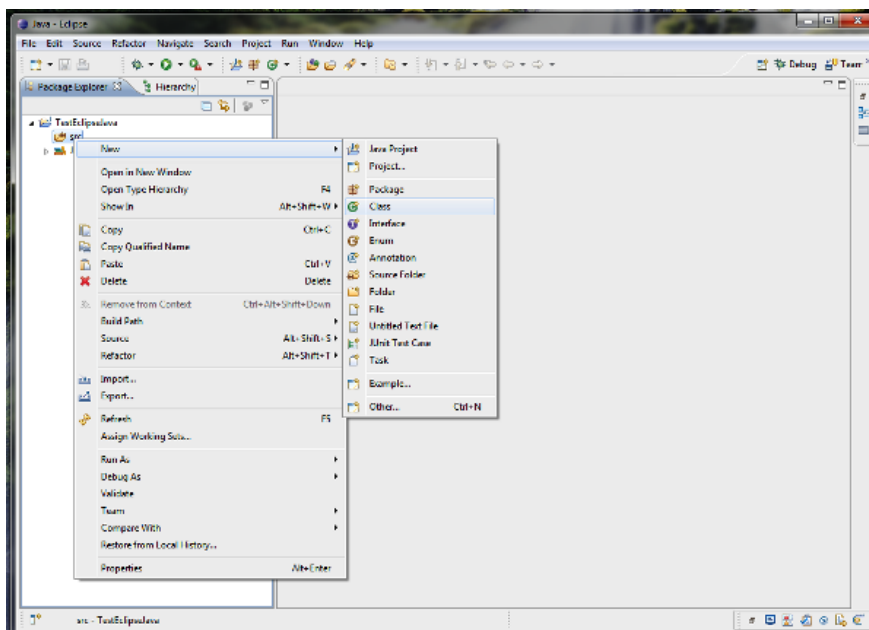 Java - Eclipse
File Edit Source Refactor Navigate Search Project Run Window Help
Debug Team
Package Explorer Hierarchy
TestEclipseJava
src
New
Open in New Window
Open Type Hierarchy F4
Show In Alt+Shift+W
Copy Ctrl+C
Copy Qualified Name
Paste Ctrl+V
Delete Delete
Remove from Context Ctrl+Alt+Shift+Down
Build Path
Source Alt+Shift+S
Refactor Alt+Shift+T
Import...
Export...
Refresh F5
Assign Working Sets...
Run As
Debug As
Validate
Team
Compare With
Restore from Local History...
Properties Alt+Enter
Java Project
Project...
Package
Class
Interface
Enum
Annotation
Source Folder
Folder
File
Untitled Text File
JUnit Test Case
Task
Example...
Other... Ctrl+N
src - TestEclipseJava